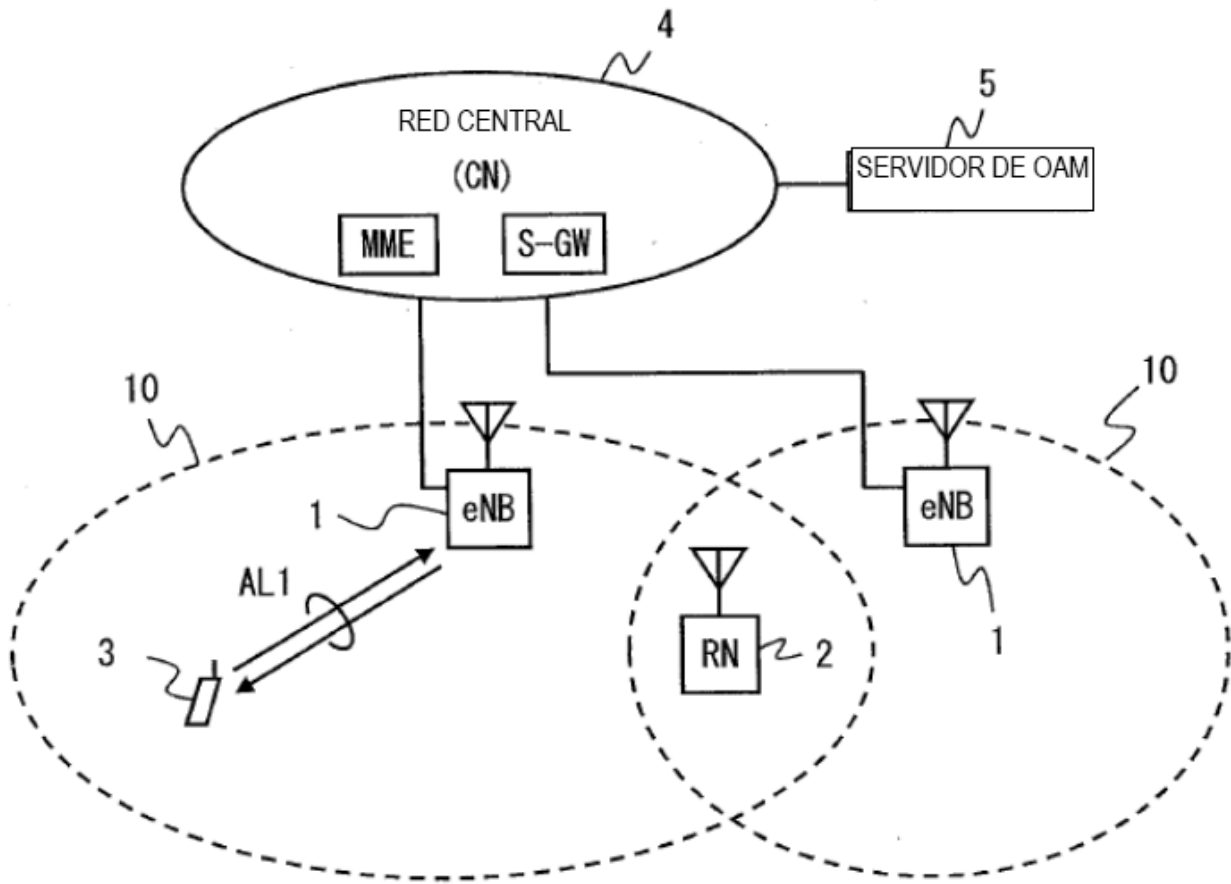 4
RED CENTRAL
(CN)
5
SERVIDOR DE OAM
MME
S-GW
10
10
eNB
1
eNB
AL1
1
3
RN
2